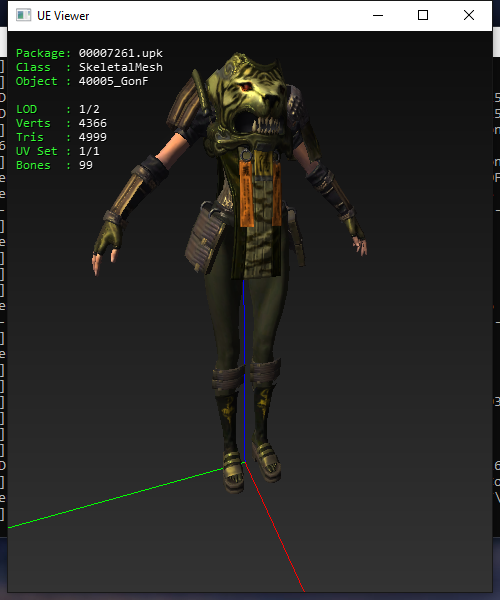 UE Viewer
Package: 00007261.upk
Class : SkeletalMesh
Object : 40005_GonF
LOD : 1/2
Verts : 4366
Tris : 4999
UV Set : 1/1
Bones : 99